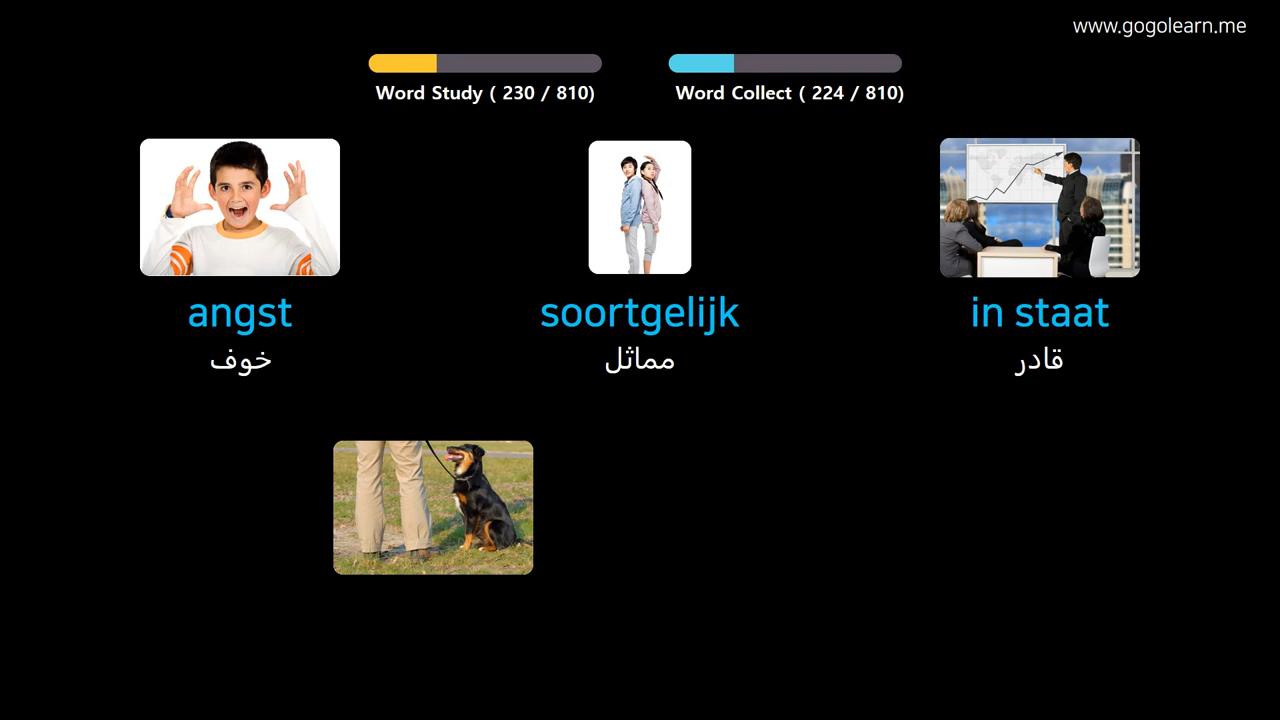 www.gogolearn.me
Word Study ( 230 / 810)
Word Collect ( 224 / 810)
angst
soortgelijk
in staat
خوف
مماثل
قادر